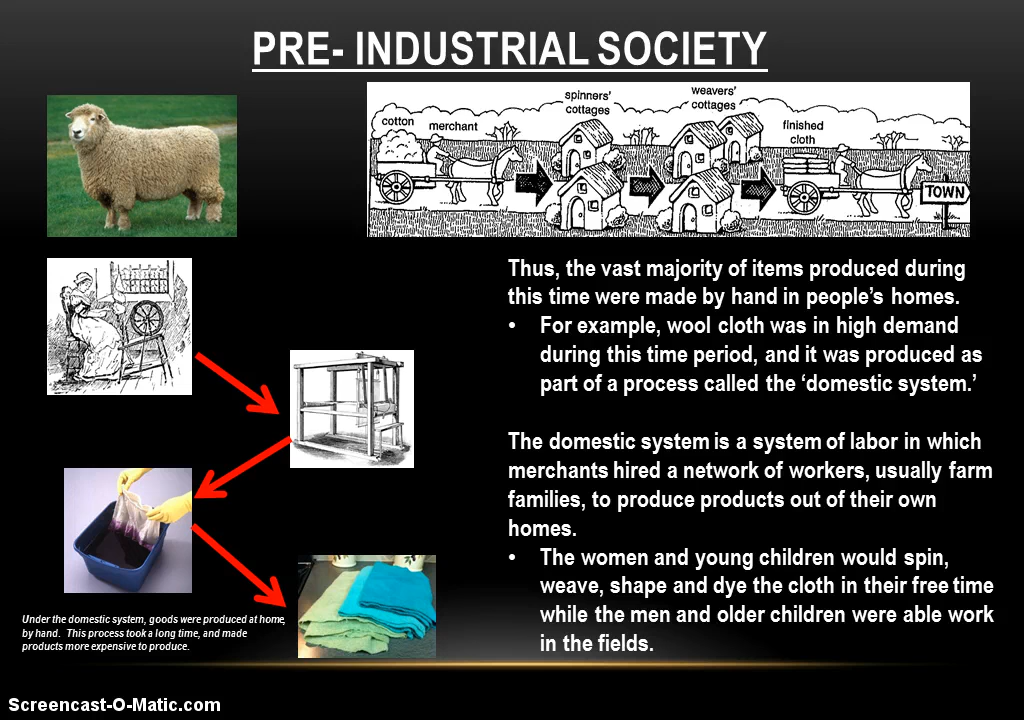 PRE- INDUSTRIAL SOCIETY
cotton
merchant
spinners'
cottages
weavers'
cottages
finished
cloth
TOWN
Thus, the vast majority of items produced during
this time were made by hand in people’s homes.
• For example, wool cloth was in high demand
during this time period, and it was produced as
part of a process called the ‘domestic system.’
The domestic system is a system of labor in which
merchants hired a network of workers, usually farm
families, to produce products out of their own
homes.
• The women and young children would spin,
weave, shape and dye the cloth in their free time
while the men and older children were able work
in the fields.
Under the domestic system, goods were produced at home,
by hand. This process took a long time, and made
products more expensive to produce.
Screencast-O-Matic.com